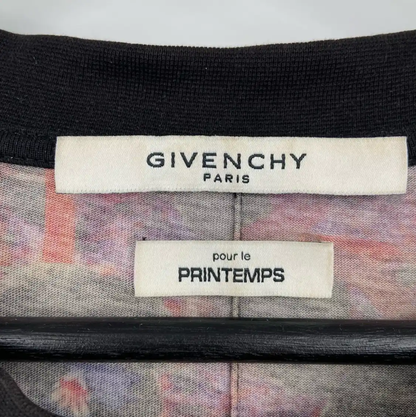 GIVENCHY
PARIS
pour le
PRINTEMPS